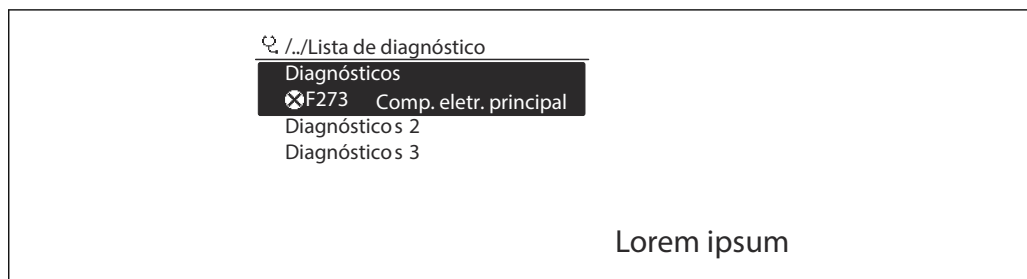 /../Lista de diagnóstico
Diagnósticos
F273 Comp. eletr. principal
Diagnósticos 2
Diagnósticos 3
Lorem ipsum